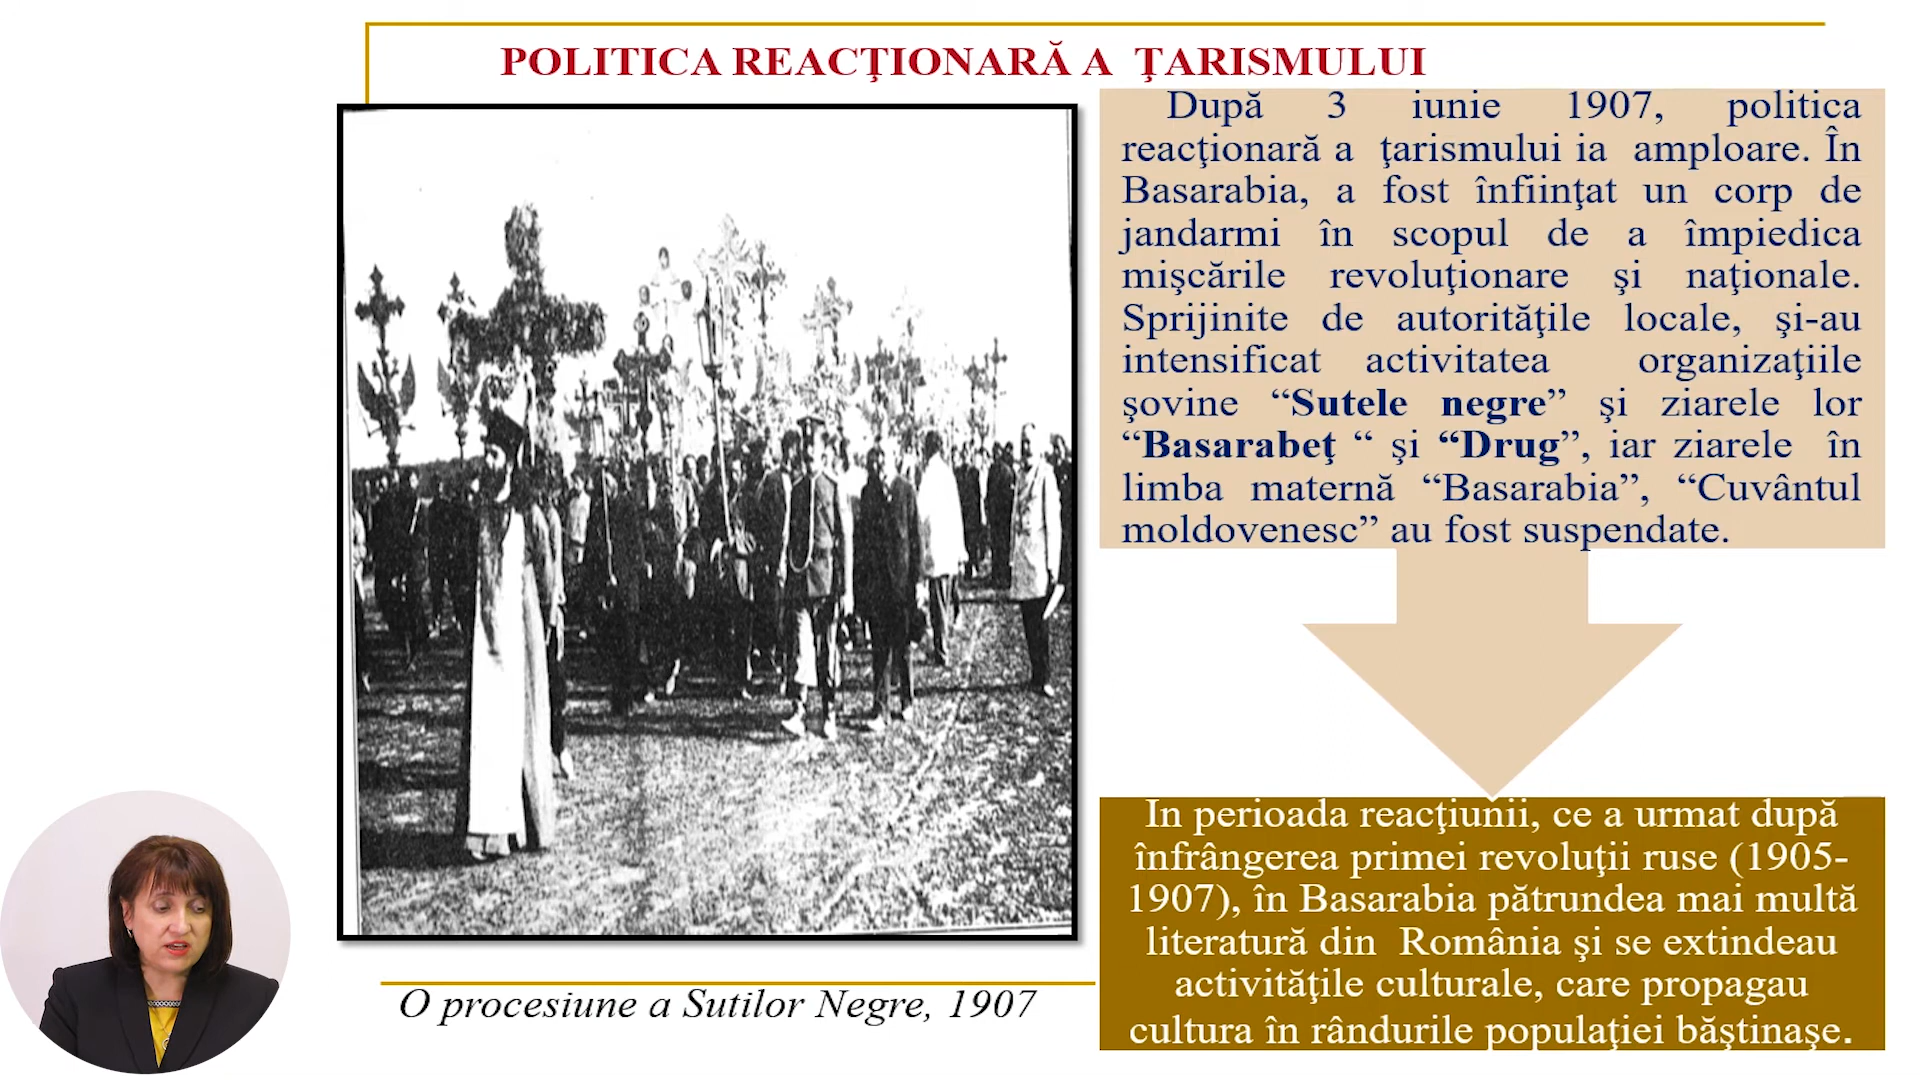 POLITICA REACŢIONARĂ A ŢARISMULUI
După 3 iunie 1907, politica
reacţionară a ţarismului ia amploare. În
Basarabia, a fost înfiinţat un corp de
jandarmi în scopul de a împiedica
mişcările revoluţionare şi naţionale.
Sprijinite de autorităţile locale, şi-au
intensificat activitatea organizaţiile
şovine “Sutele negre” şi ziarele lor
“Basarabeţ “ şi “Drug”, iar ziarele în
limba maternă “Basarabia”, “Cuvântul
moldovenesc” au fost suspendate.
In perioada reacţiunii, ce a urmat după
înfrângerea primei revoluţii ruse (1905-
1907), în Basarabia pătrundea mai multă
literatură din România şi se extindeau
activităţile culturale, care propagau
cultura în rândurile populaţiei băştinaşe.
O procesiune a Sutilor Negre, 1907